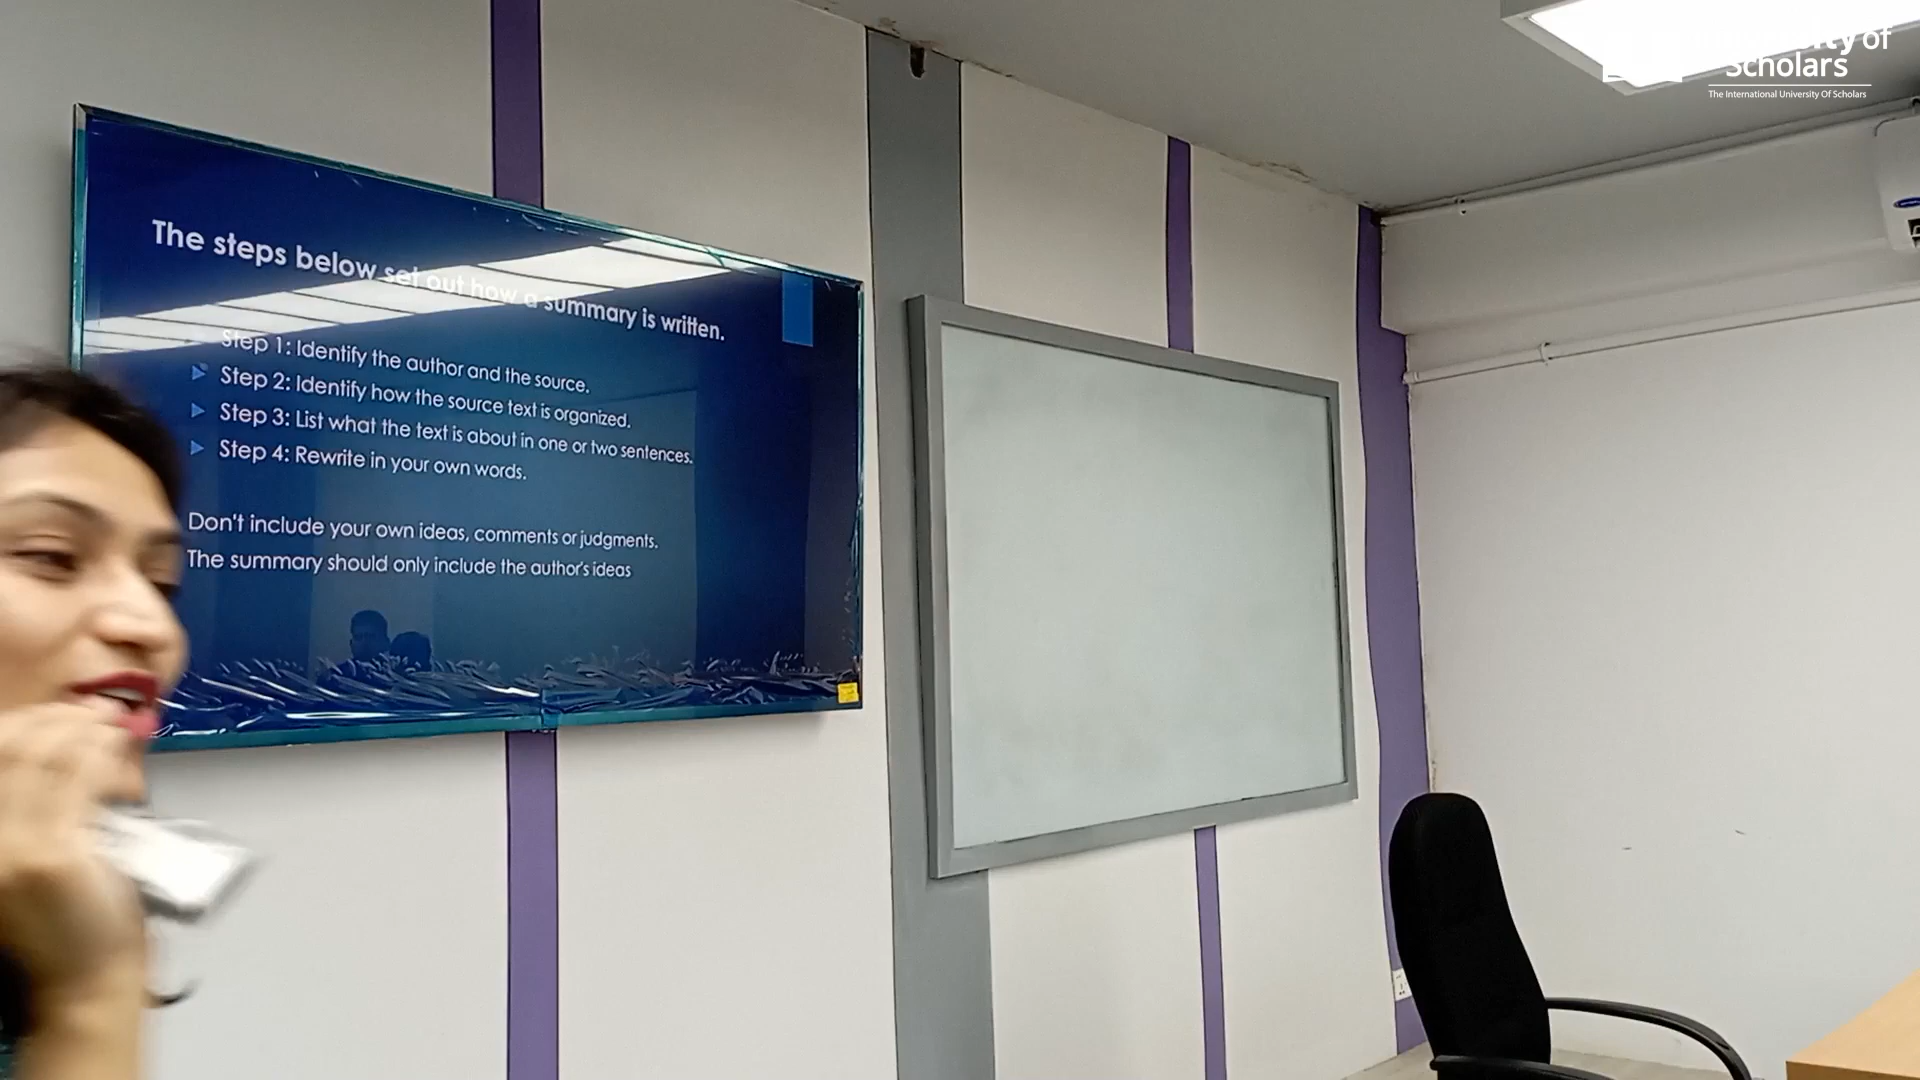 The steps below set out how a summary is written.
Step 1: Identify the author and the source.
Step 2: Identify how the source text is organized.
Step 3: List what the text is about in one or two sentences.
Step 4: Rewrite in your own words.
Don't include your own ideas, comments or judgments.
The summary should only include the author's ideas
of
Scholars
The International University Of Scholars